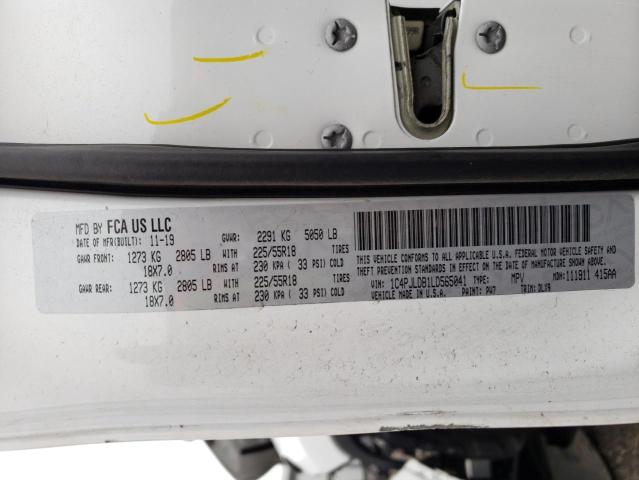 MFD BY FCA US LLC
DATE OF MFR(BUILT): 11-19 GVWR: 2291 KG 5050 LB
GAWR FRONT: 1273 KG 2805 LB WITH 225/55R18 TIRES
18X7.0 RIMS AT 230 KPA ( 33 PSI) COLD
GAWR REAR: 1273 KG 2805 LB WITH 225/55R18 TIRES
18X7.0 RIMS AT 230 KPA ( 33 PSI) COLD
THIS VEHICLE CONFORMS TO ALL APPLICABLE U.S.A. FEDERAL MOTOR VEHICLE SAFETY AND
THEFT PREVENTION STANDARDS IN EFFECT ON THE DATE OF MANUFACTURE SHOWN ABOVE.
VIN: 1C4PJLDB1LD565041 TYPE: MPV MDH: 111911 415AA
VEHICLE MADE IN U.S.A. PAINT: PW7 TRIM: